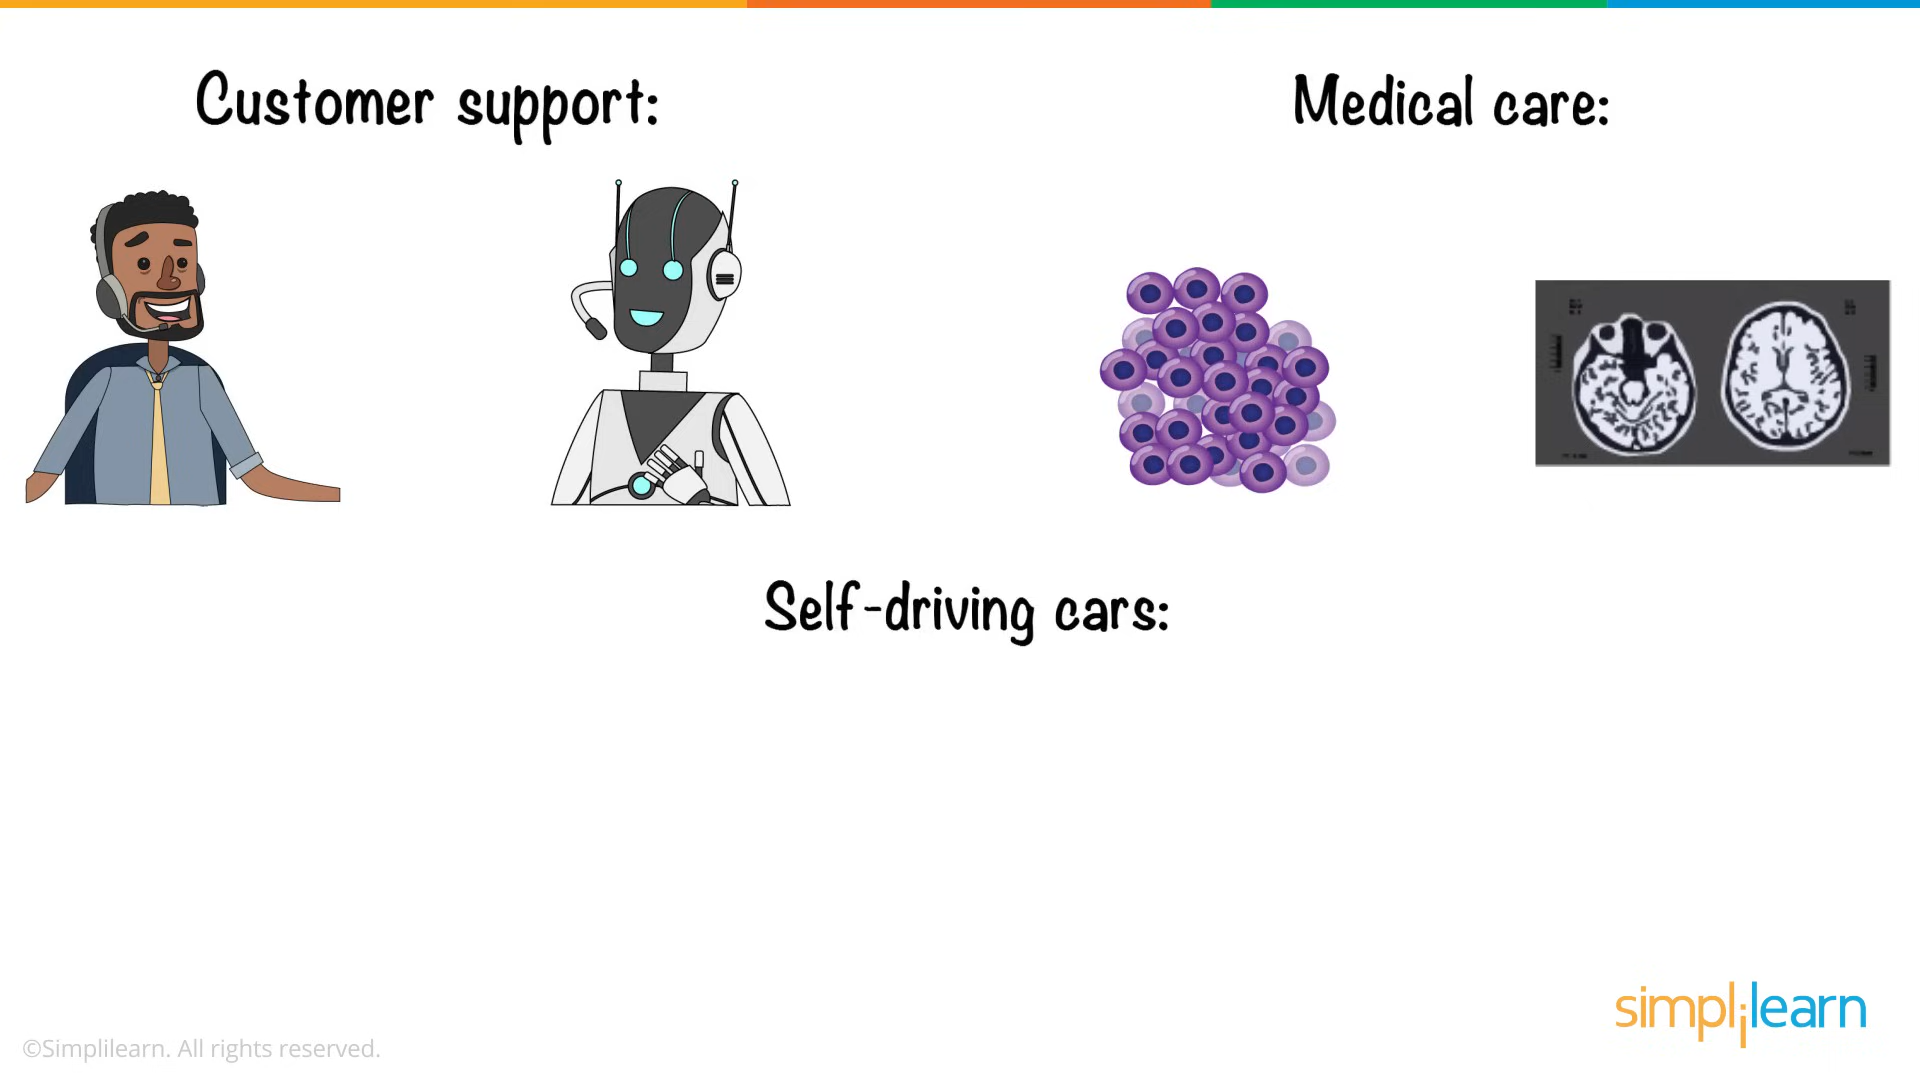 Customer support:
Medical care:
Self-driving cars:
simplilearn
©Simplilearn. All rights reserved.